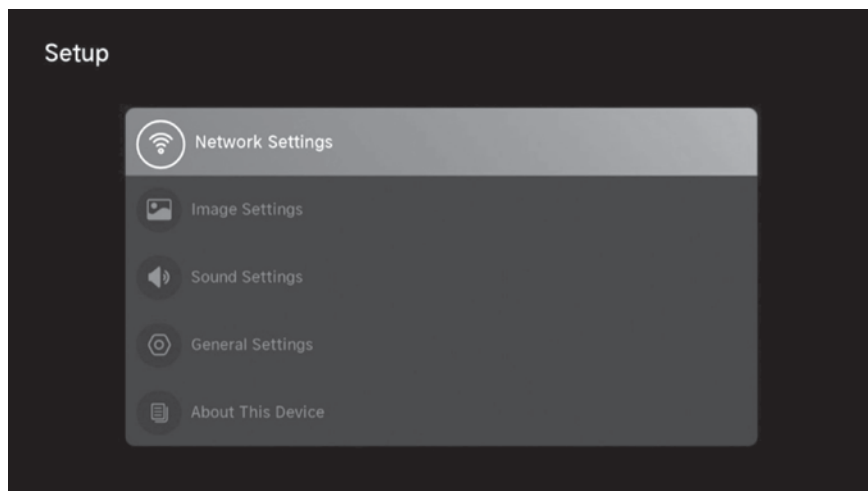 Setup
Network Settings
Image Settings
Sound Settings
General Settings
About This Device